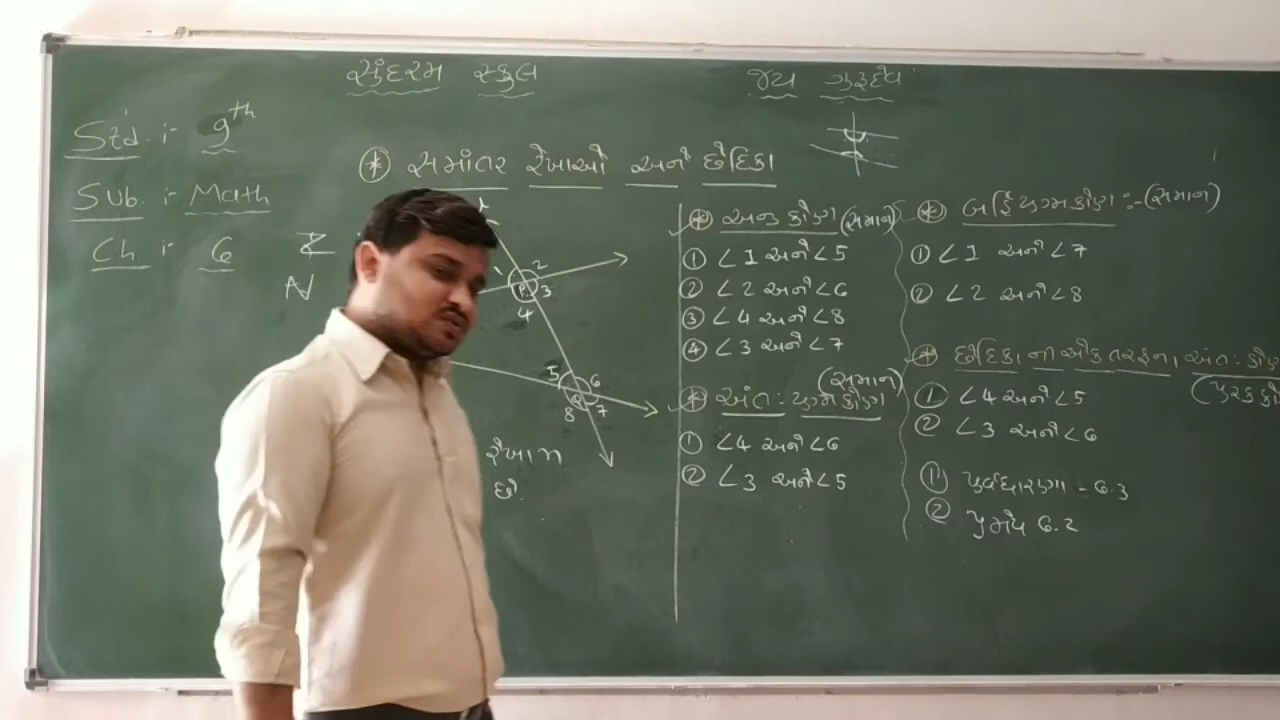 સુંદરમ સ્કુલ
જય ગુરૂદેવ
Std. :- 9th
Sub. :- Math
Ch :- 6
* સમાંતર રેખાઓ અને છેદિકા
Z
N
1 2
P 3
4
5 6
Q 7
8
રેખા m
છે.
* અનુકોણ (સમાન)
① ∠1 અને ∠5
② ∠2 અને ∠6
③ ∠4 અને ∠8
④ ∠3 અને ∠7
(સમાન)
* અંત: યુગ્મકોણ
① ∠4 અને ∠6
② ∠3 અને ∠5
* બર્હિયુગ્મકોણ :- (સમાન)
① ∠1 અને ∠7
② ∠2 અને ∠8
* છેદિકા ની એક તરફના અંત: કોણ
(પુરક કો
① ∠4 અને ∠5
② ∠3 અને ∠6
① પુર્વધારણા - 6.3
② પ્રમેય 6.2